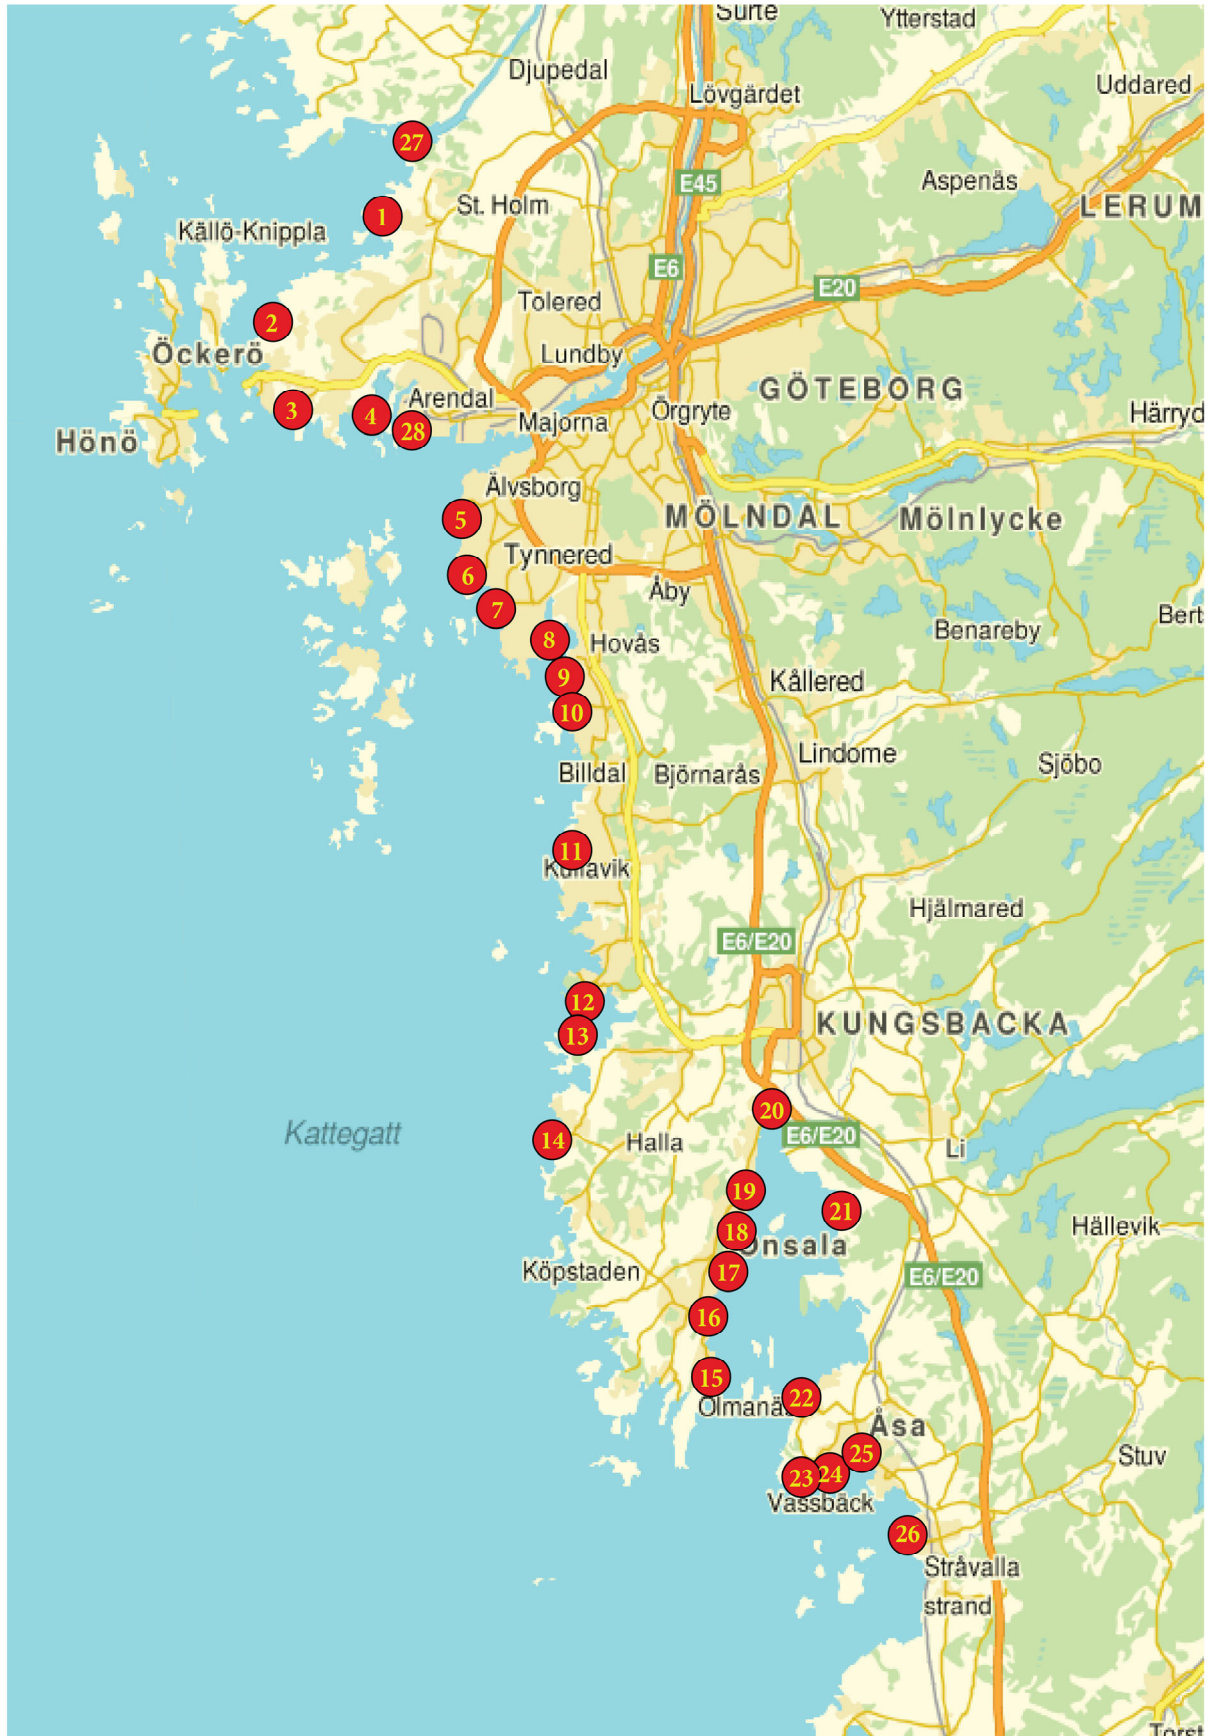 Surte
Ytterstad
Djupedal
Uddared
Lövgärdet
27
E45
Aspenäs
LERUM
St. Holm
1
Källö-Knippla
E6
E20
Tolered
2
Öckerö
Lundby
GÖTEBORG
Arendal
3
4
28
Majorna
Örgryte
Härryd
Hönö
Älvsborg
5
MÖLNDAL
Mölnlycke
Tynnered
6
Åby
7
Bert
8
Hovås
Benareby
9
Kållered
10
Lindome
Billdal
Björnarås
Sjöbo
11
Kullavik
Hjälmared
E6/E20
12
KUNGSBACKA
13
20
Kattegatt
14
Halla
E6/E20
Li
19
21
18
Onsala
Hällevik
17
Köpstaden
E6/E20
16
15
22
Ölmanäs
Åsa
25
Stuv
23
24
Vassbäck
26
Stråvalla
strand
Torst